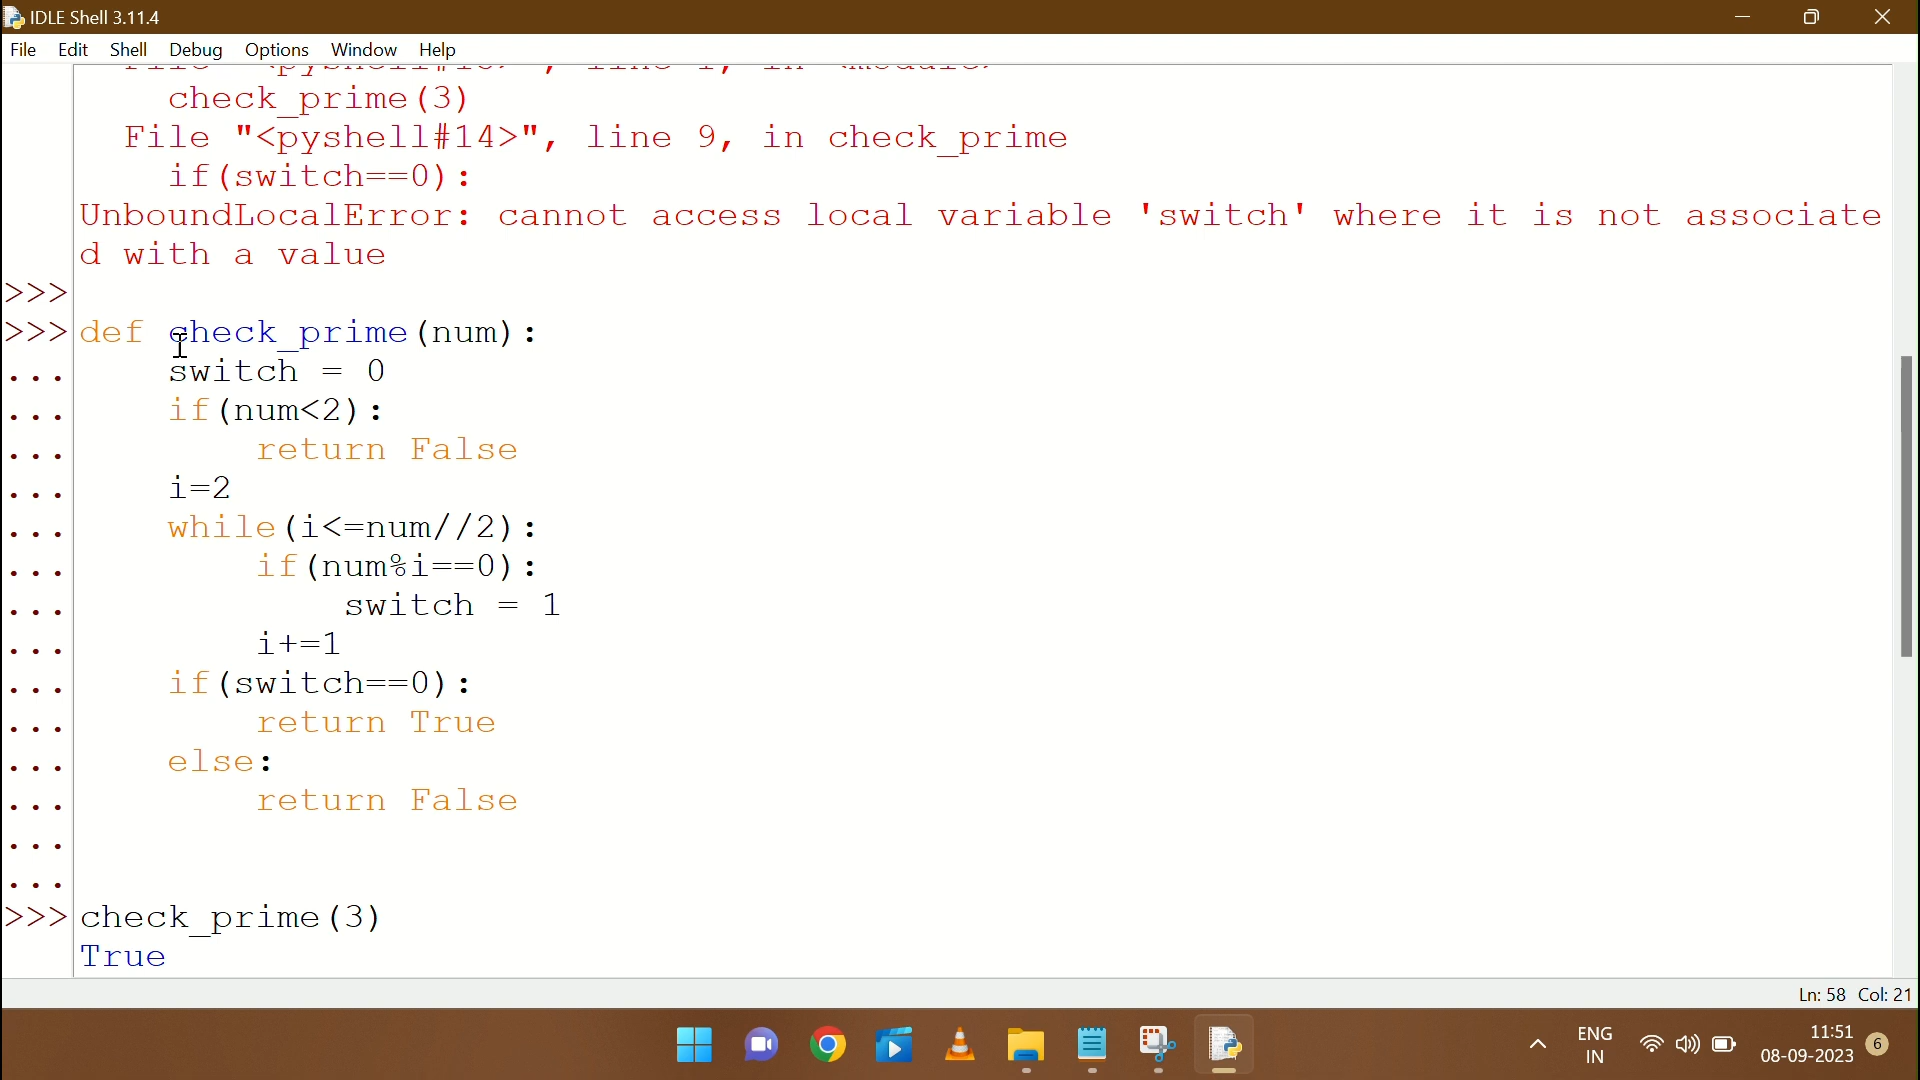 IDLE Shell 3.11.4
File Edit Shell Debug Options Window Help
check_prime(3)
File "<pyshell#14>", line 9, in check_prime
if(switch==0):
UnboundLocalError: cannot access local variable 'switch' where it is not associate
d with a value
>>>
>>> def check_prime(num):
... switch = 0
... if(num<2):
... return False
... i=2
... while(i<=num//2):
... if(num%i==0):
... switch = 1
... i+=1
... if(switch==0):
... return True
... else:
... return False
...
...
>>> check_prime(3)
True
Ln: 58 Col: 21
ENG
IN
11:51
08-09-2023
6